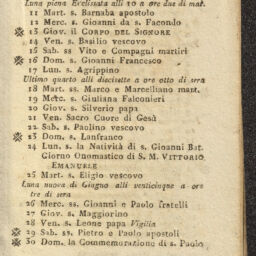 Luna piena Ecclissata alli 10 a ore due di mat.
11 Mart. s. Barnaba apostolo
12 Merc. s. Gioanni da s. Facondo
13 Giov. il CORPO DEL SIGNORE
14 Ven. s. Basilio vescovo
15 Sab. ss Vito e Compagni martiri
16 Dom. s. Gioanni Francesco
17 Lun. s. Agrippino
Ultimo quarto alli diecisette a ore otto di sera
18 Mart. ss. Marco e Marcelliano mart.
19 Merc. s. Giuliana Falconieri
20 Giov. s. Silverio papa
21 Ven. Sacro Cuore di Gesù
22 Sab. s. Paolino vescovo
23 Dom. s. Lanfranco
24 Lun. s. la Natività di s. Gioanni Bat.
Giorno Onomastico di S. M. VITTORIO
EMANUELE
25 Mart. s. Eligio vescovo
Luna nuova di Giugno alli venticinque a ore
tre di sera
26 Merc. ss. Gioanni e Paolo fratelli
27 Giov. s. Maggiorino
28 Ven. s. Leone papa Vigilia
29 Sab. ss. Pietro e Paolo apostoli
30 Dom. la Commemorazione di s. Paolo